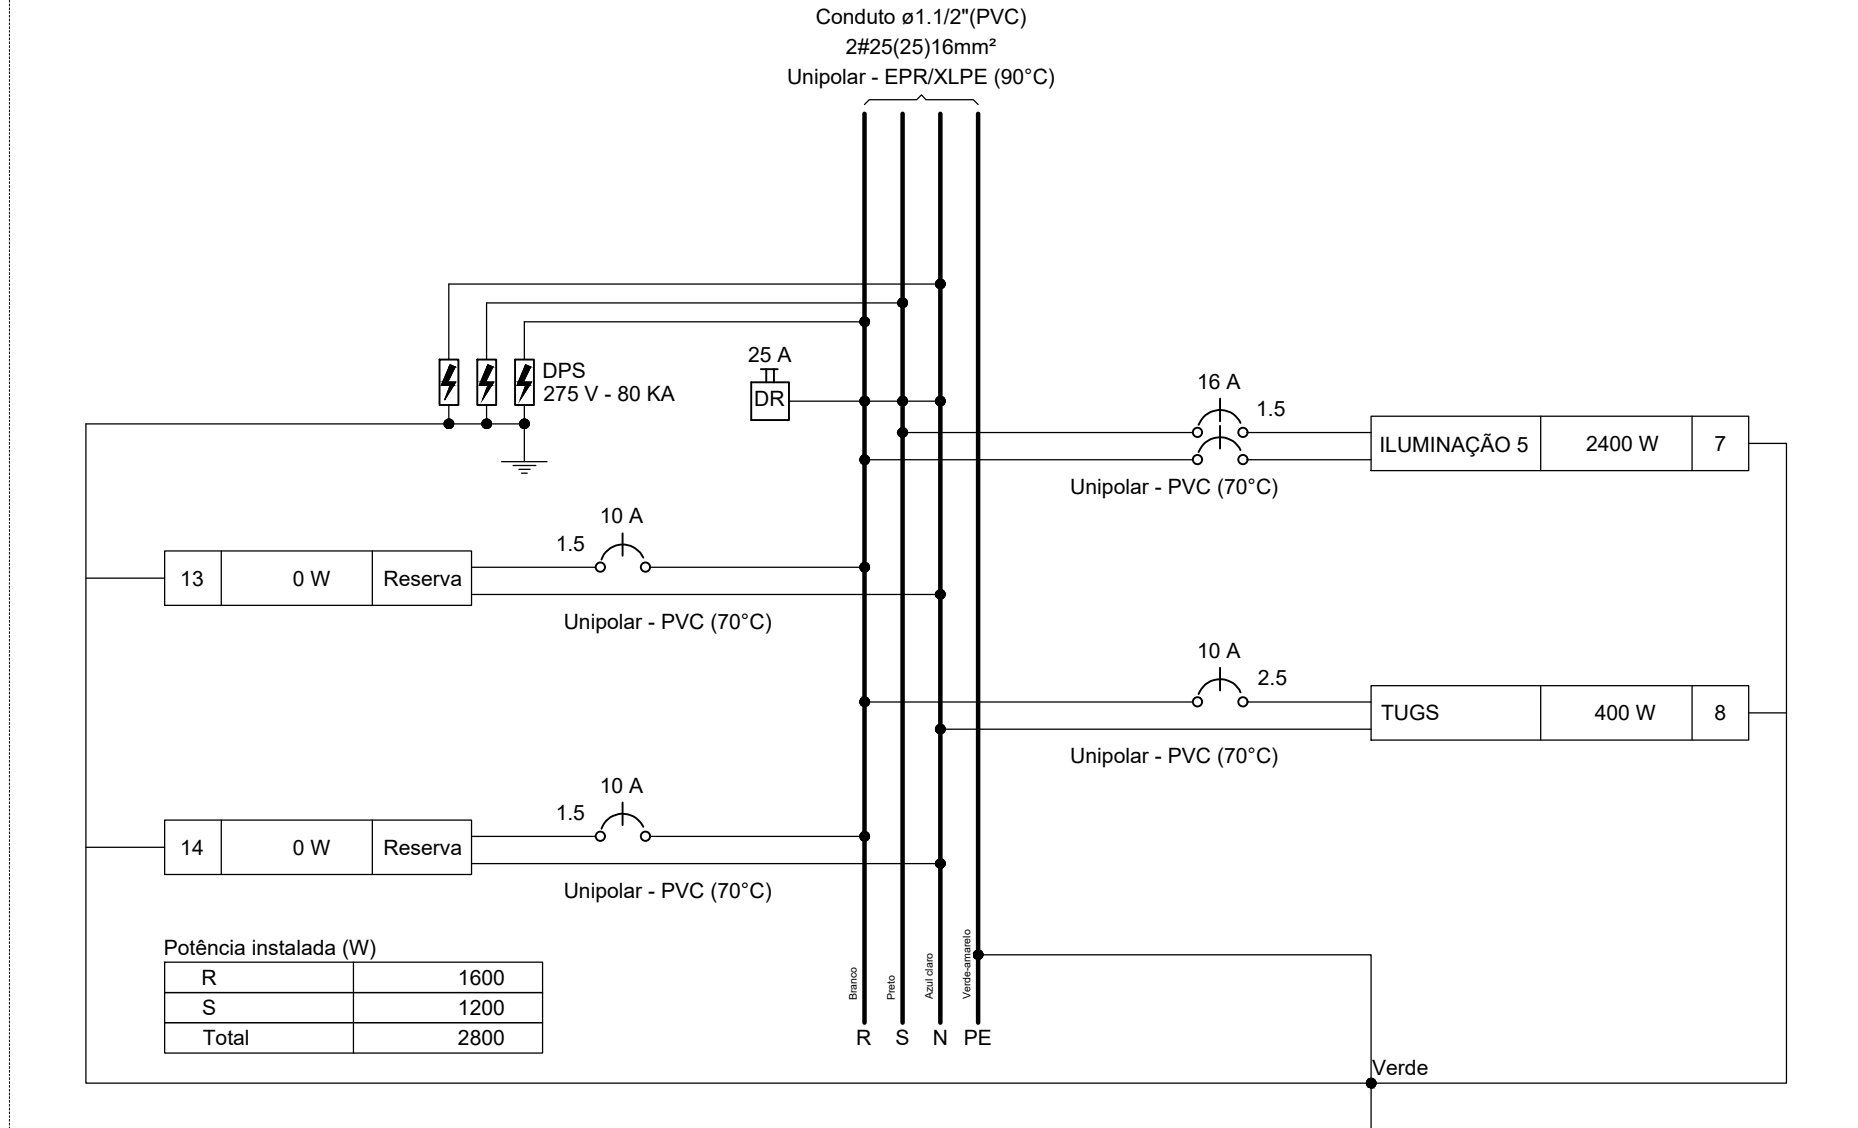 Conduto ø1.1/2"(PVC)
2#25(25)16mm²
Unipolar - EPR/XLPE (90°C)
DPS
275 V - 80 KA
25 A
DR
16 A
1.5
ILUMINAÇÃO 5 2400 W 7
Unipolar - PVC (70°C)
10 A
1.5
13 0 W Reserva
Unipolar - PVC (70°C)
10 A
2.5
TUGS 400 W 8
Unipolar - PVC (70°C)
10 A
1.5
14 0 W Reserva
Unipolar - PVC (70°C)
Potência instalada (W)
R 1600
S 1200
Total 2800
Branco
Preto
Azul claro
Verde-amarelo
R S N PE
Verde